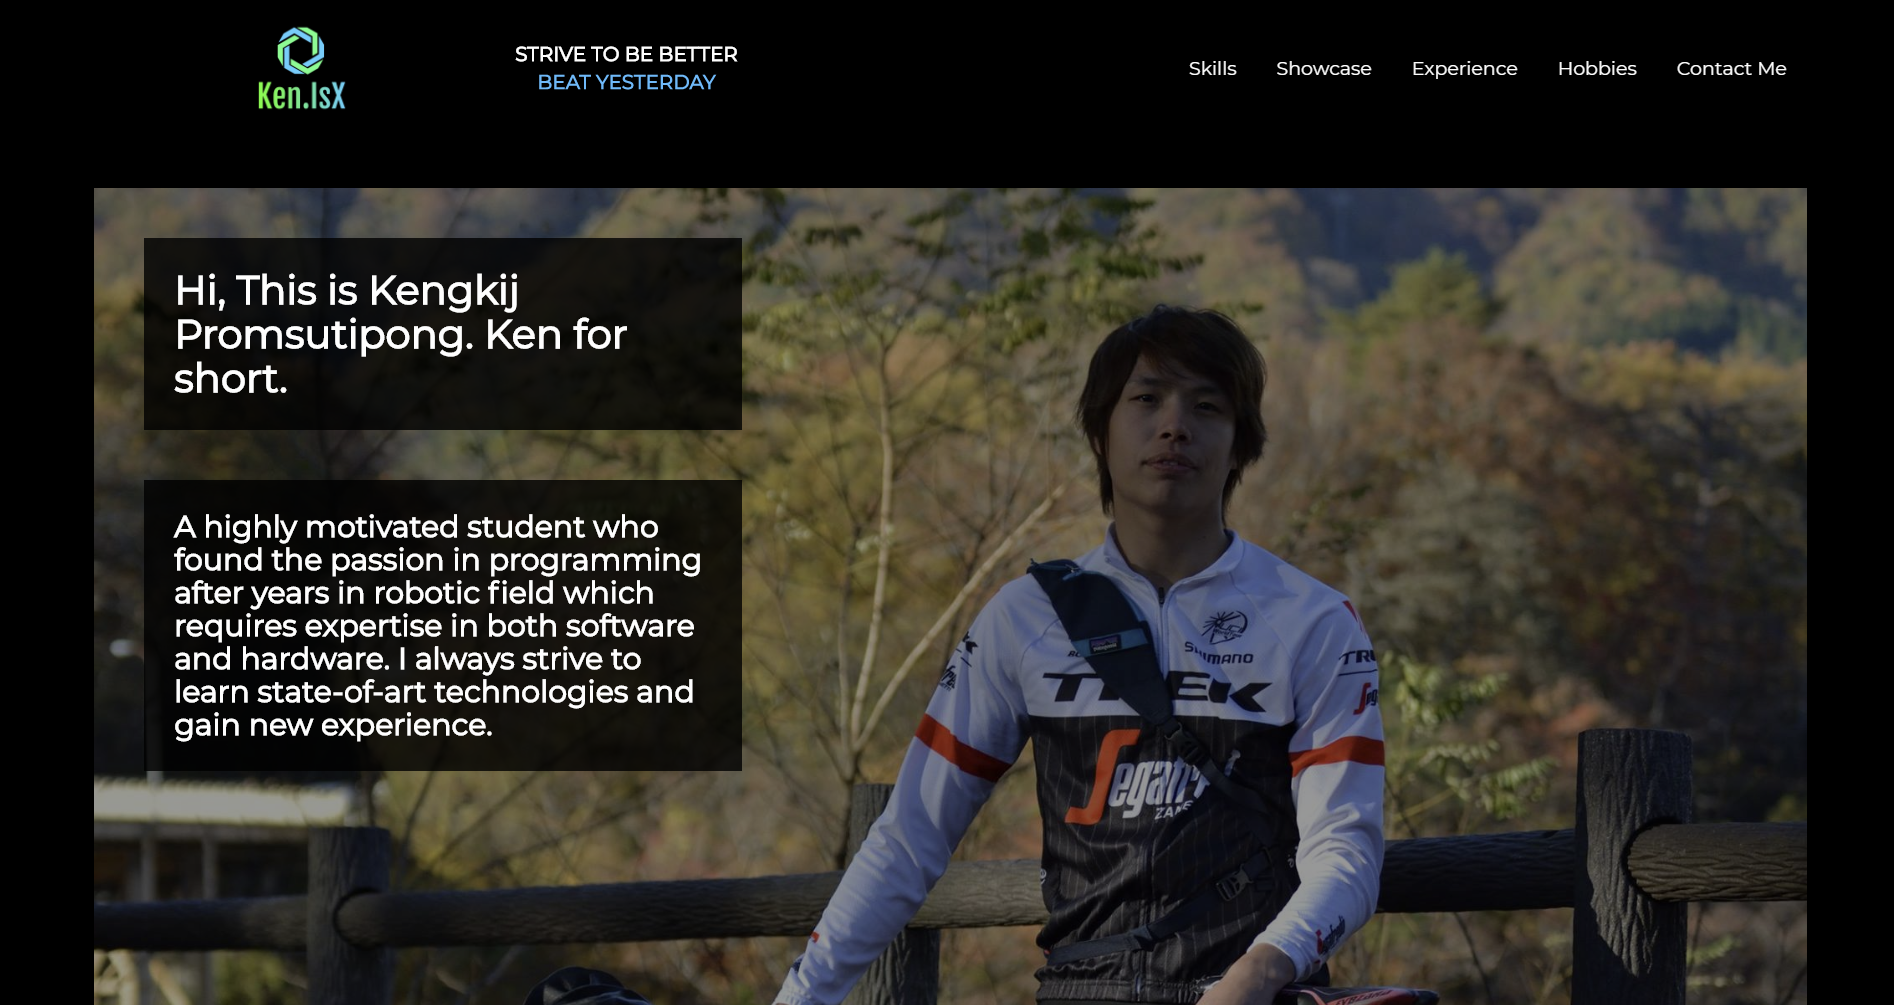 Ken.IsX
STRIVE TO BE BETTER
BEAT YESTERDAY
Skills
Showcase
Experience
Hobbies
Contact Me
Hi, This is Kengkij
Promsutipong. Ken for
short.
A highly motivated student who
found the passion in programming
after years in robotic field which
requires expertise in both software
and hardware. I always strive to
learn state-of-art technologies and
gain new experience.
SHIMANO
TREK